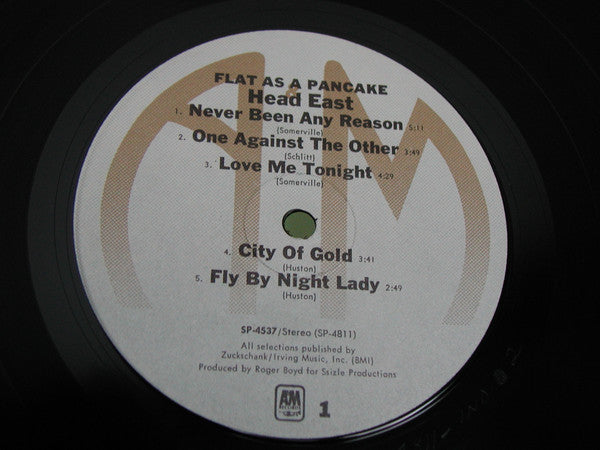 FLAT AS A PANCAKE
Head East
1. Never Been Any Reason 5:11
(Somerville)
2. One Against The Other 3:49
(Schlitt)
3. Love Me Tonight 4:29
(Somerville)
4. City Of Gold 3:41
(Huston)
5. Fly By Night Lady 2:49
(Huston)
SP-4537/Stereo (SP-4811)
All selections published by
Zuckschank/Irving Music, Inc. (BMI)
Produced by Roger Boyd for Ssizle Productions
A&M
RECORDS
1